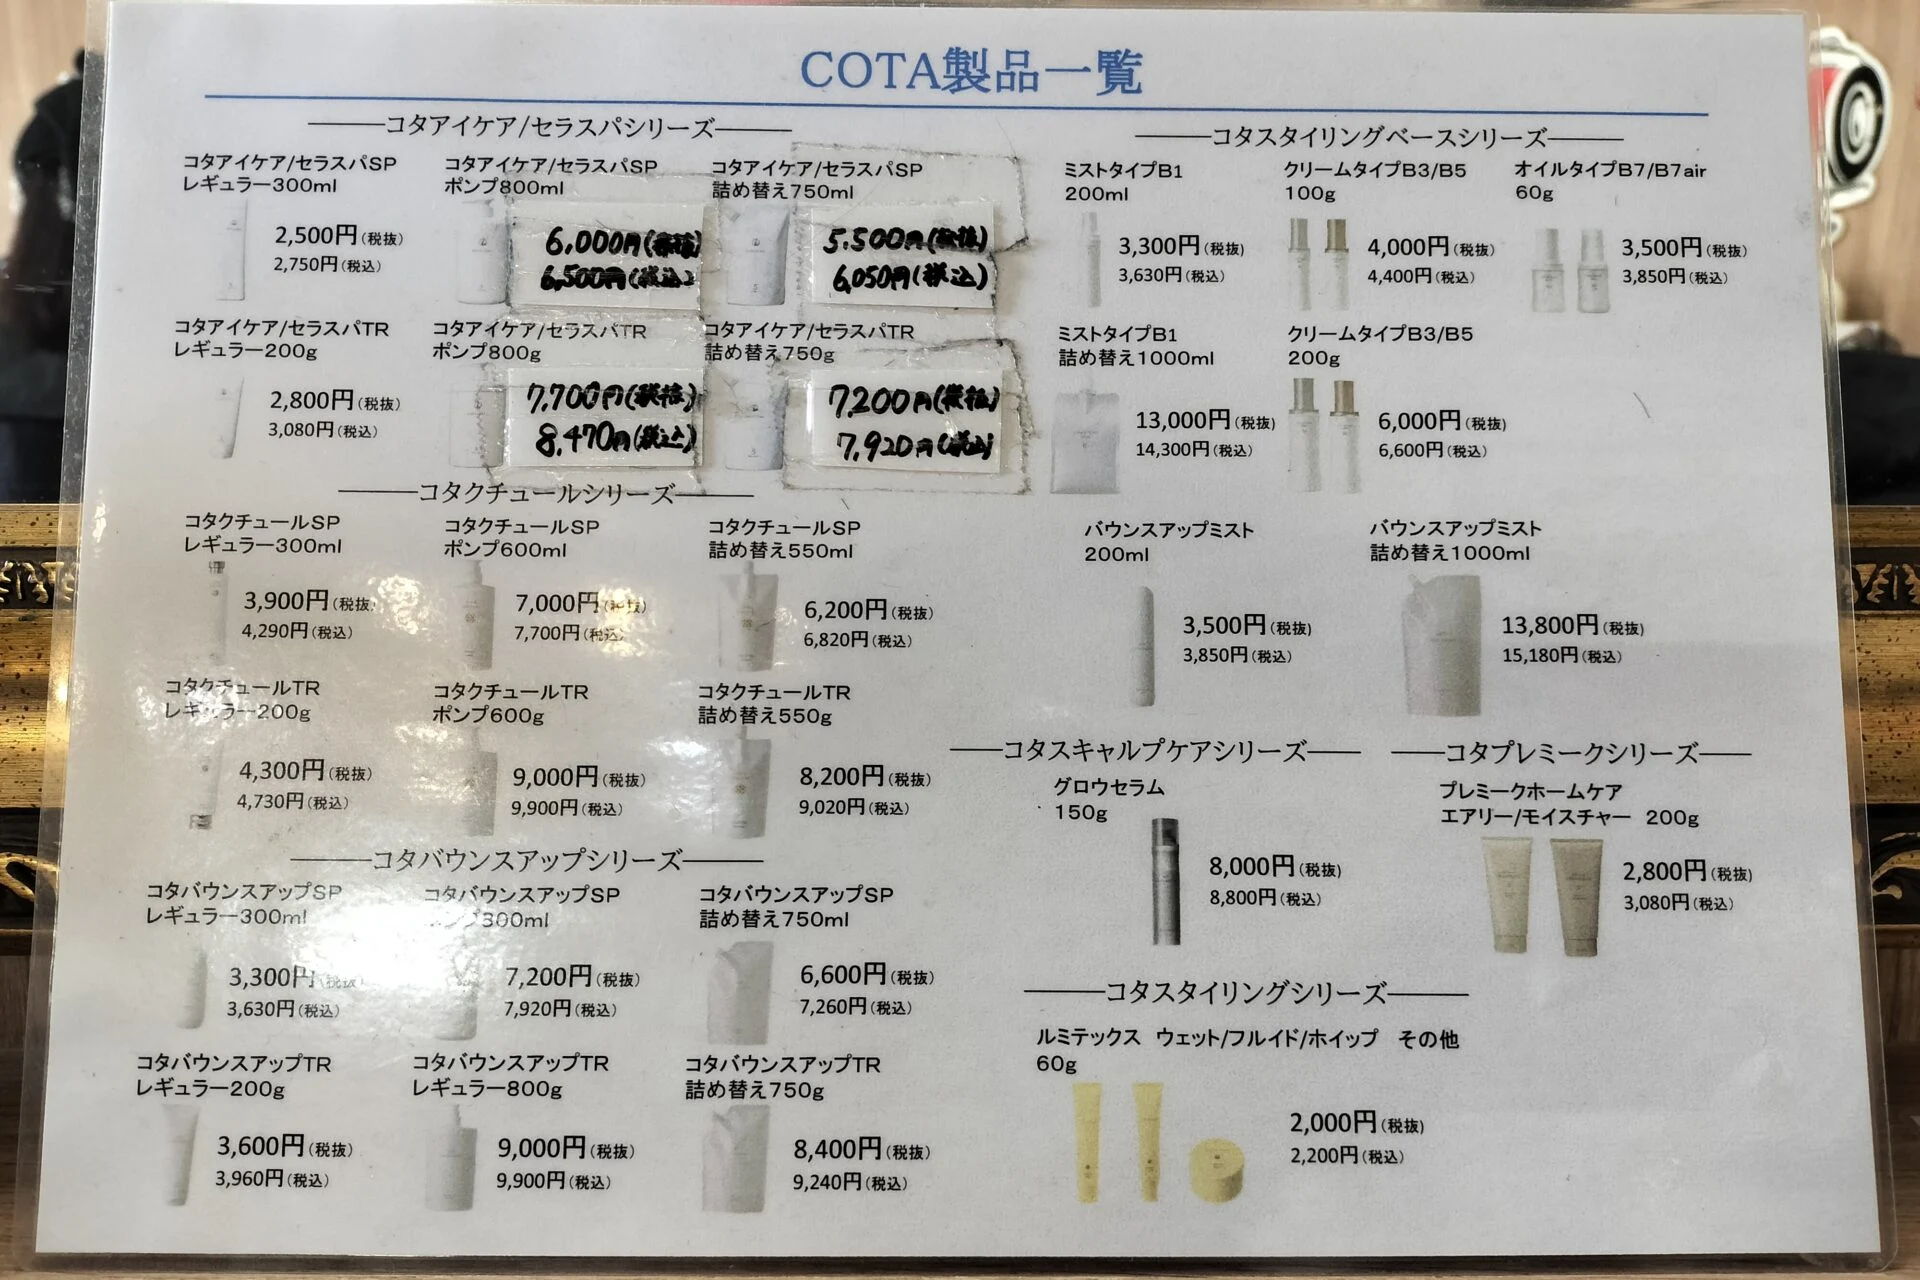 COTA製品一覧
コタアイケア/セラスパシリーズ
コタアイケア/セラスパSP
レギュラー300ml
2,500円(税抜)
2,750円(税込)
コタアイケア/セラスパSP
ポンプ800ml
6,000円(税抜)
6,500円(税込)
コタアイケア/セラスパSP
詰め替え750ml
5.500円(税抜)
6,050円(税込)
コタアイケア/セラスパTR
レギュラー200g
2,800円(税抜)
3,080円(税込)
コタアイケア/セラスパTR
ポンプ800g
7,700円(税抜)
8,470円(税込)
コタアイケア/セラスパTR
詰め替え750g
7,200円(税抜)
7,920円(税込)
コタクチュールシリーズ
コタクチュールSP
レギュラー300ml
3,900円(税抜)
4,290円(税込)
コタクチュールSP
ポンプ600ml
7,000円(税抜)
7,700円(税込)
コタクチュールSP
詰め替え550ml
6,200円(税抜)
6,820円(税込)
コタクチュールTR
レギュラー200g
4,300円(税抜)
4,730円(税込)
コタクチュールTR
ポンプ600g
9,000円(税抜)
9,900円(税込)
コタクチュールTR
詰め替え550g
8,200円(税抜)
9,020円(税込)
コタバウンスアップシリーズ
コタバウンスアップSP
レギュラー300ml
3,300円(税抜)
3,630円(税込)
コタバウンスアップSP
ポンプ800ml
7,200円(税抜)
7,920円(税込)
コタバウンスアップSP
詰め替え750ml
6,600円(税抜)
7,260円(税込)
コタバウンスアップTR
レギュラー200g
3,600円(税抜)
3,960円(税込)
コタバウンスアップTR
レギュラー800g
9,000円(税抜)
9,900円(税込)
コタバウンスアップTR
詰め替え750g
8,400円(税抜)
9,240円(税込)
コタスタイリングベースシリーズ
ミストタイプB1
200ml
3,300円(税抜)
3,630円(税込)
クリームタイプB3/B5
100g
4,000円(税抜)
4,400円(税込)
オイルタイプB7/B7air
60g
3,500円(税抜)
3,850円(税込)
ミストタイプB1
詰め替え1000ml
13,000円(税抜)
14,300円(税込)
クリームタイプB3/B5
200g
6,000円(税抜)
6,600円(税込)
バウンスアップミスト
200ml
3,500円(税抜)
3,850円(税込)
バウンスアップミスト
詰め替え1000ml
13,800円(税抜)
15,180円(税込)
コタスキャルプケアシリーズ
グロウセラム
150g
8,000円(税抜)
8,800円(税込)
コタプレミークシリーズ
プレミークホームケア
エアリー/モイスチャー 200g
2,800円(税抜)
3,080円(税込)
コタスタイリングシリーズ
ルミテックス ウェット/フルイド/ホイップ その他
60g
2,000円(税抜)
2,200円(税込)